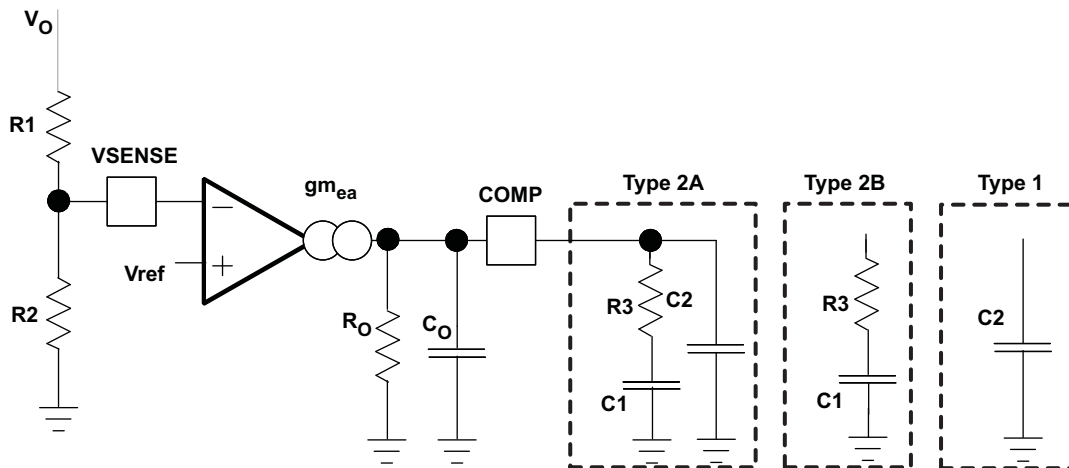 VO
R1
VSENSE
gmea
COMP
Type 2A
Type 2B
Type 1
Vref
R2
RO
CO
R3
C2
C1
R3
C1
C2